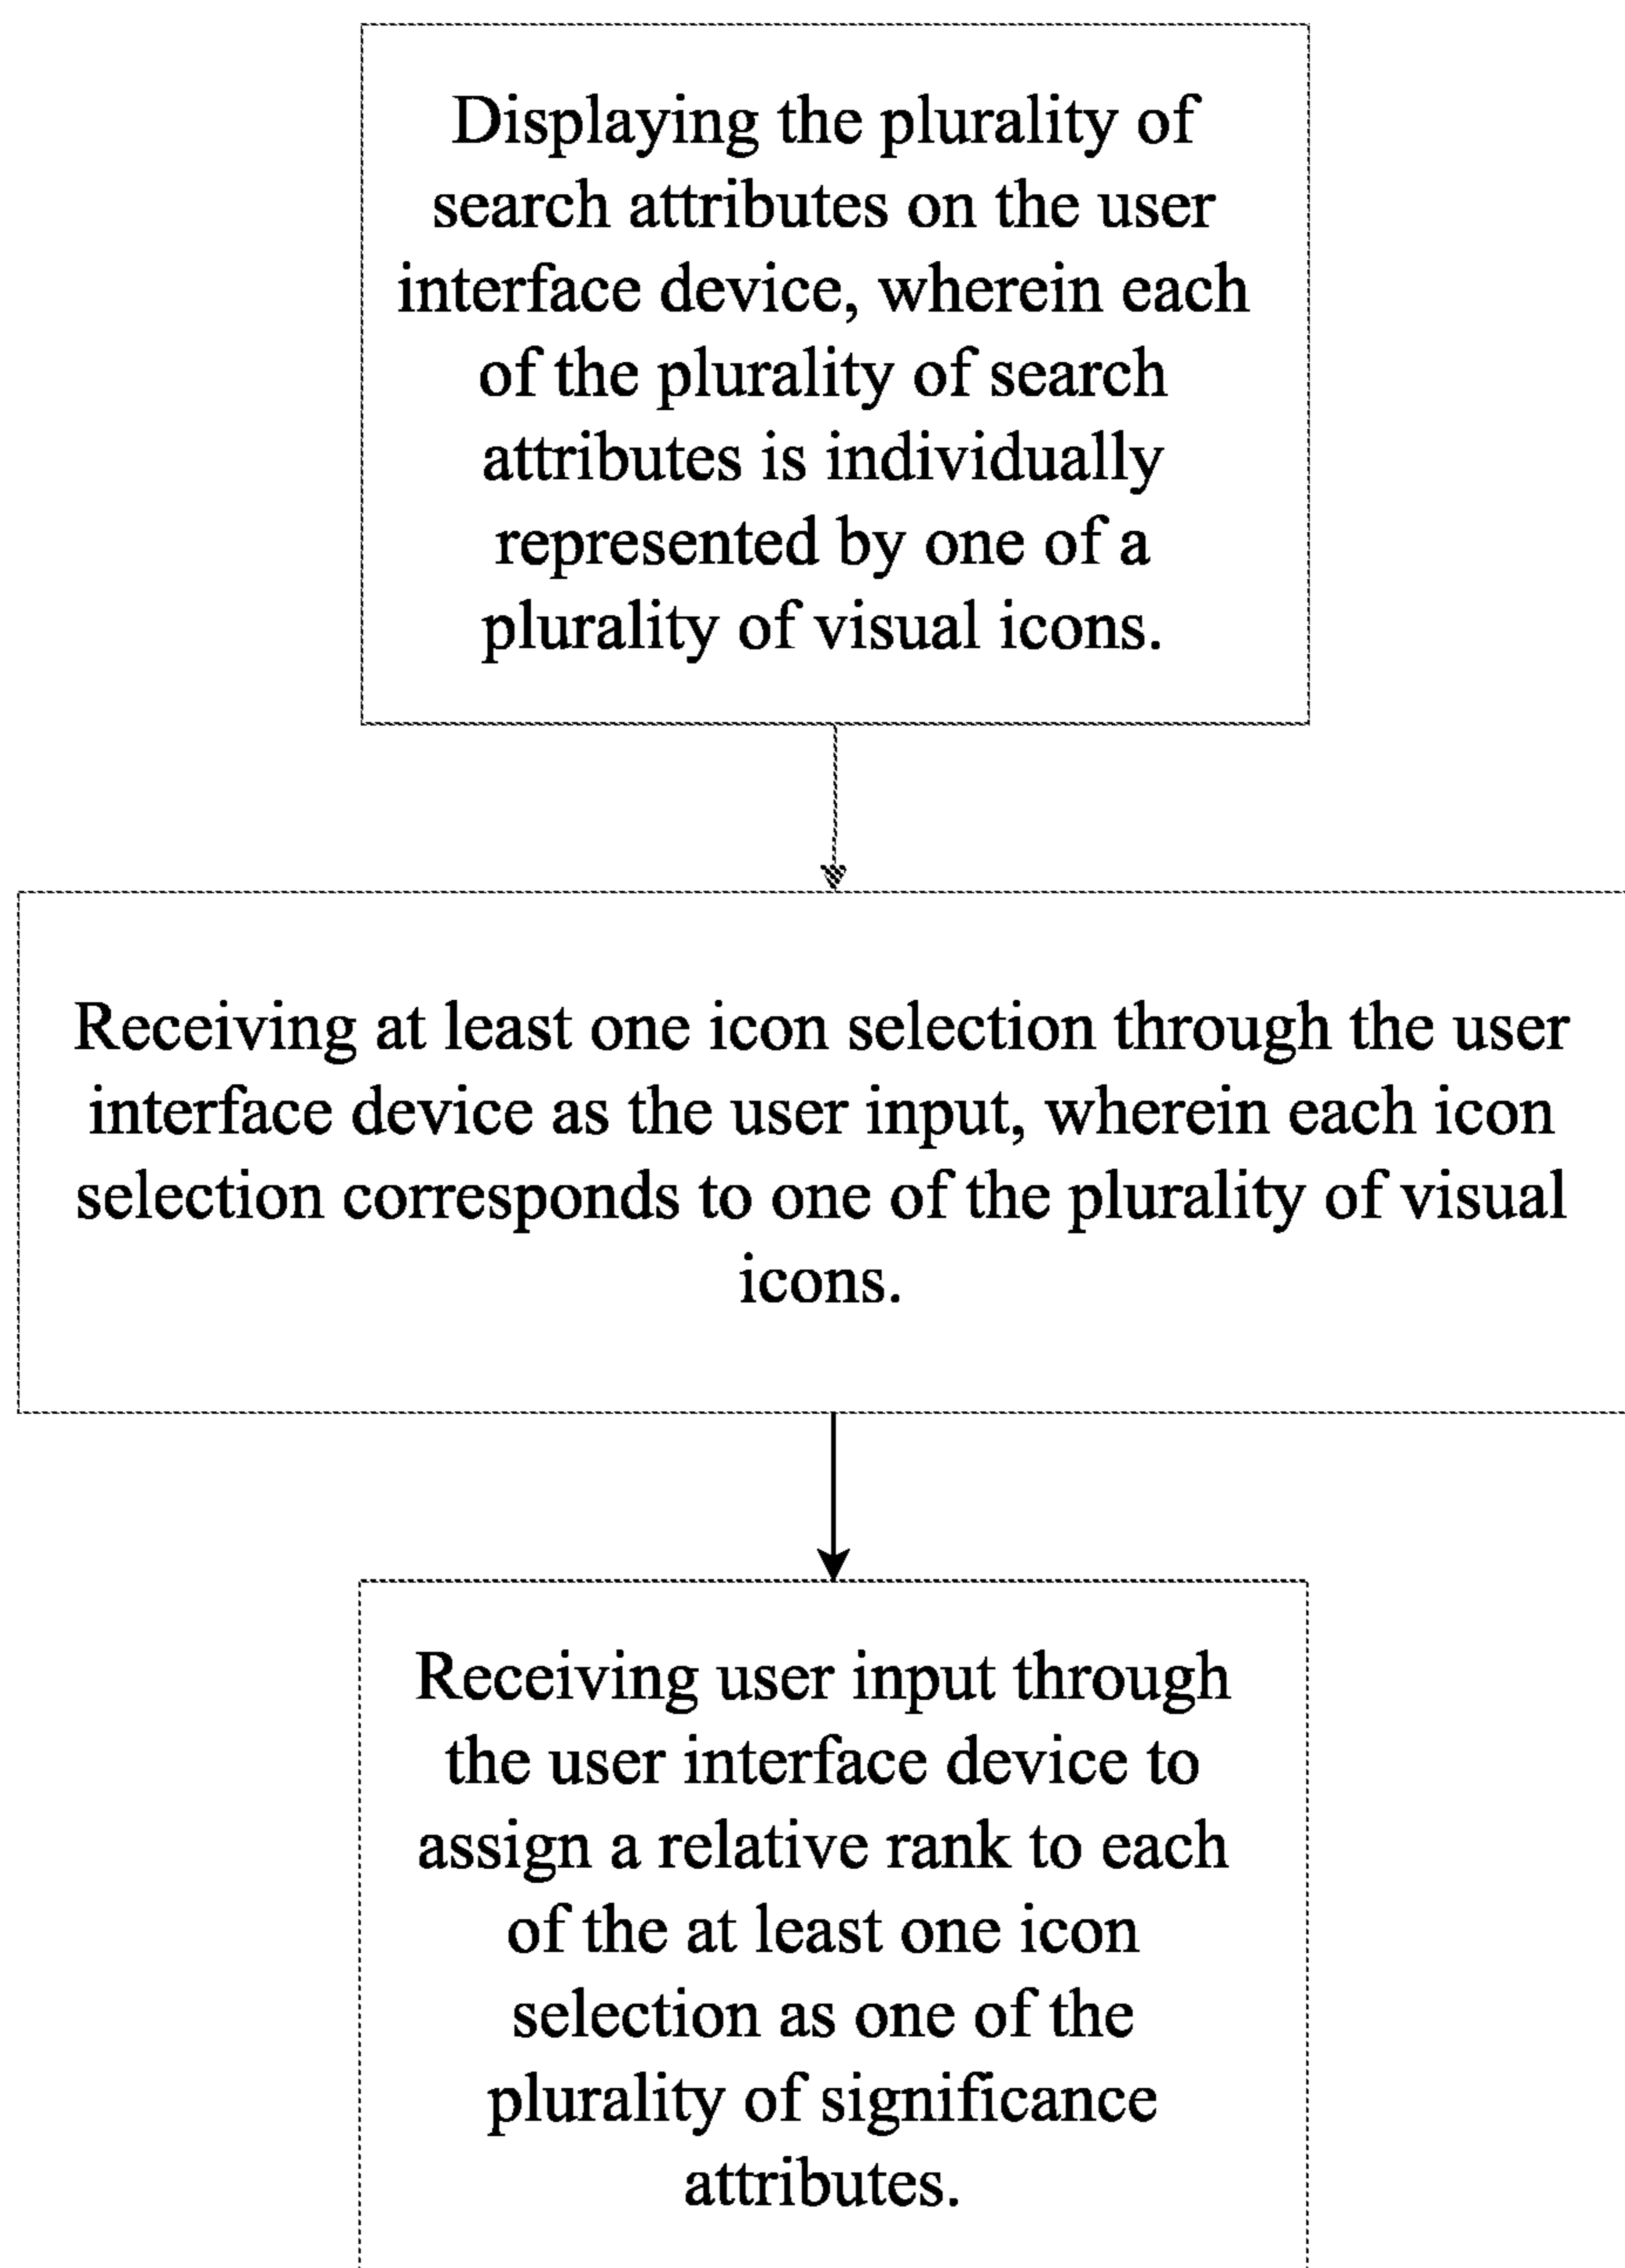 Displaying the plurality of
search attributes on the user
interface device, wherein each
of the plurality of search
attributes is individually
represented by one of a
plurality of visual icons.
Receiving at least one icon selection through the user
interface device as the user input, wherein each icon
selection corresponds to one of the plurality of visual
icons.
Receiving user input through
the user interface device to
assign a relative rank to each
of the at least one icon
selection as one of the
plurality of significance
attributes.